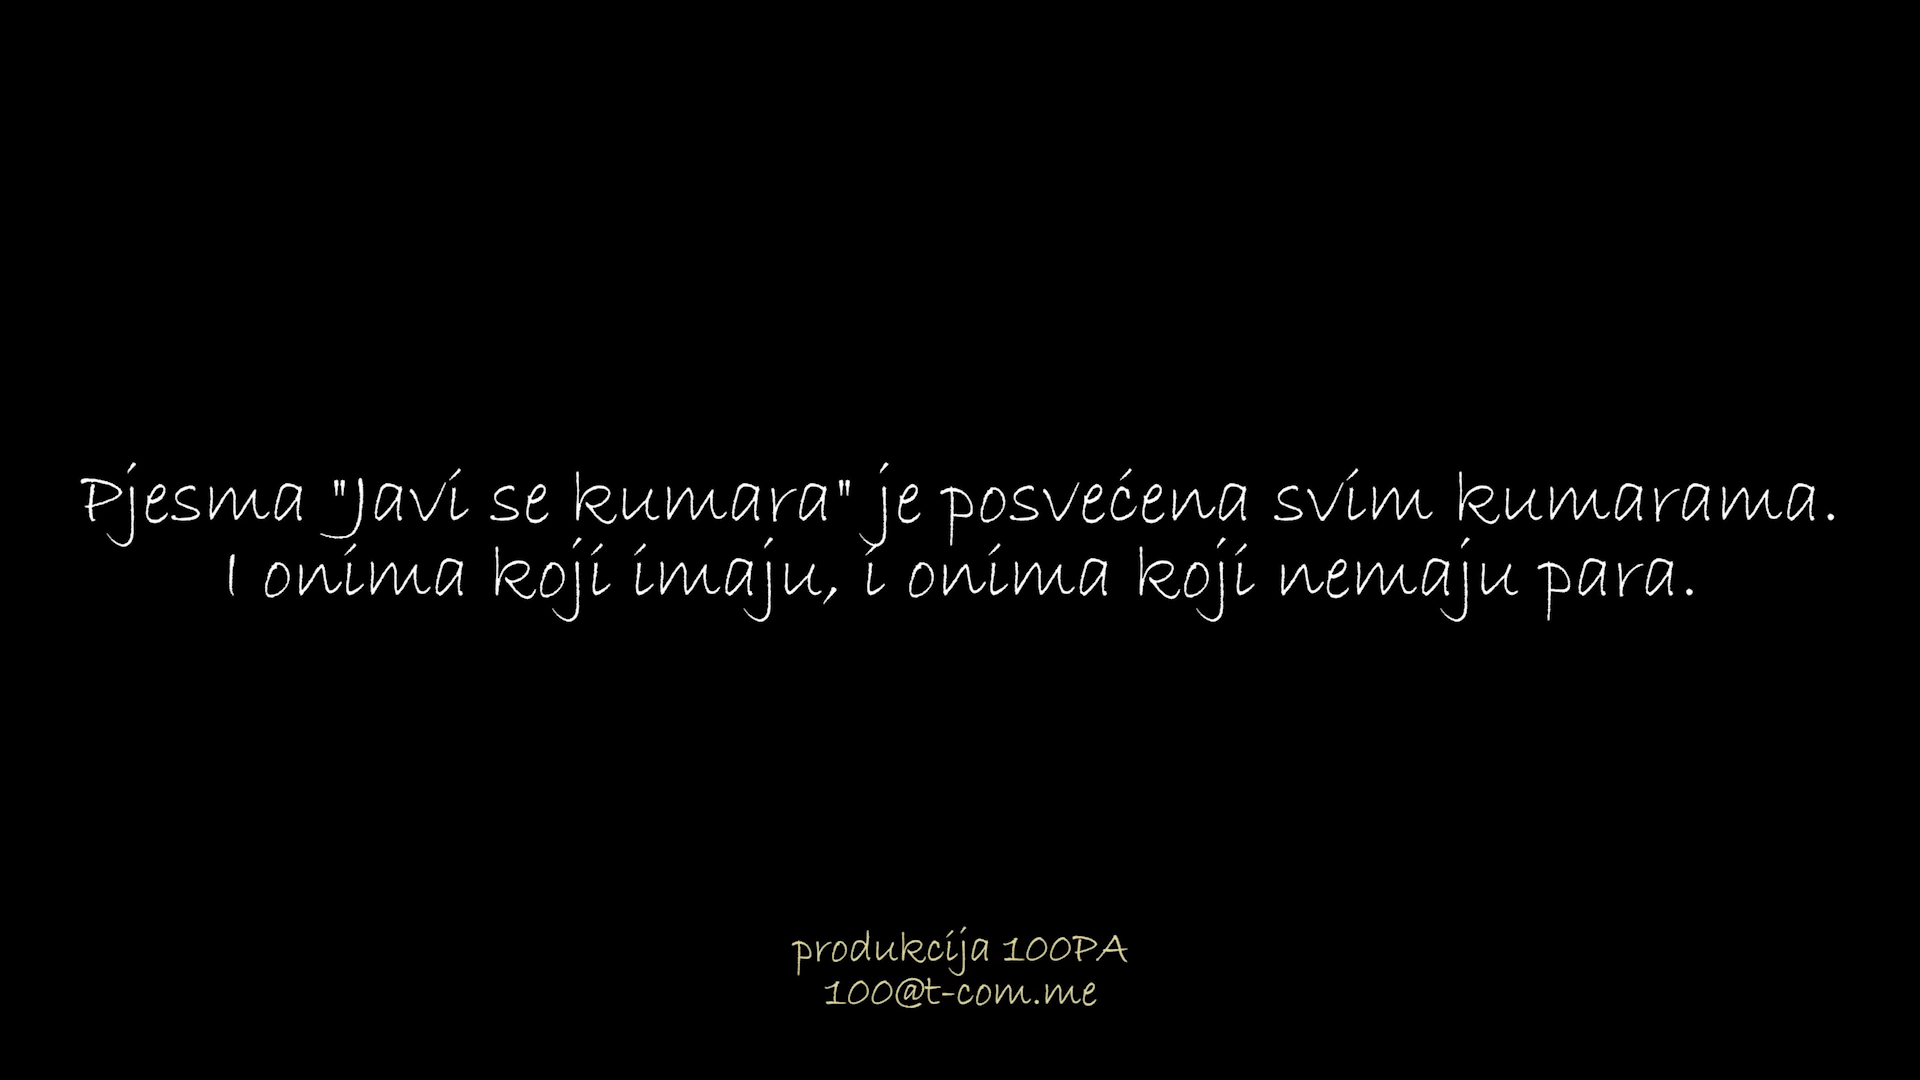 Pjesma "Javi se kumara" je posvećena svim kumarama.
I onima koji imaju, i onima koji nemaju para.
produkcija 100PA
100@t-com.me